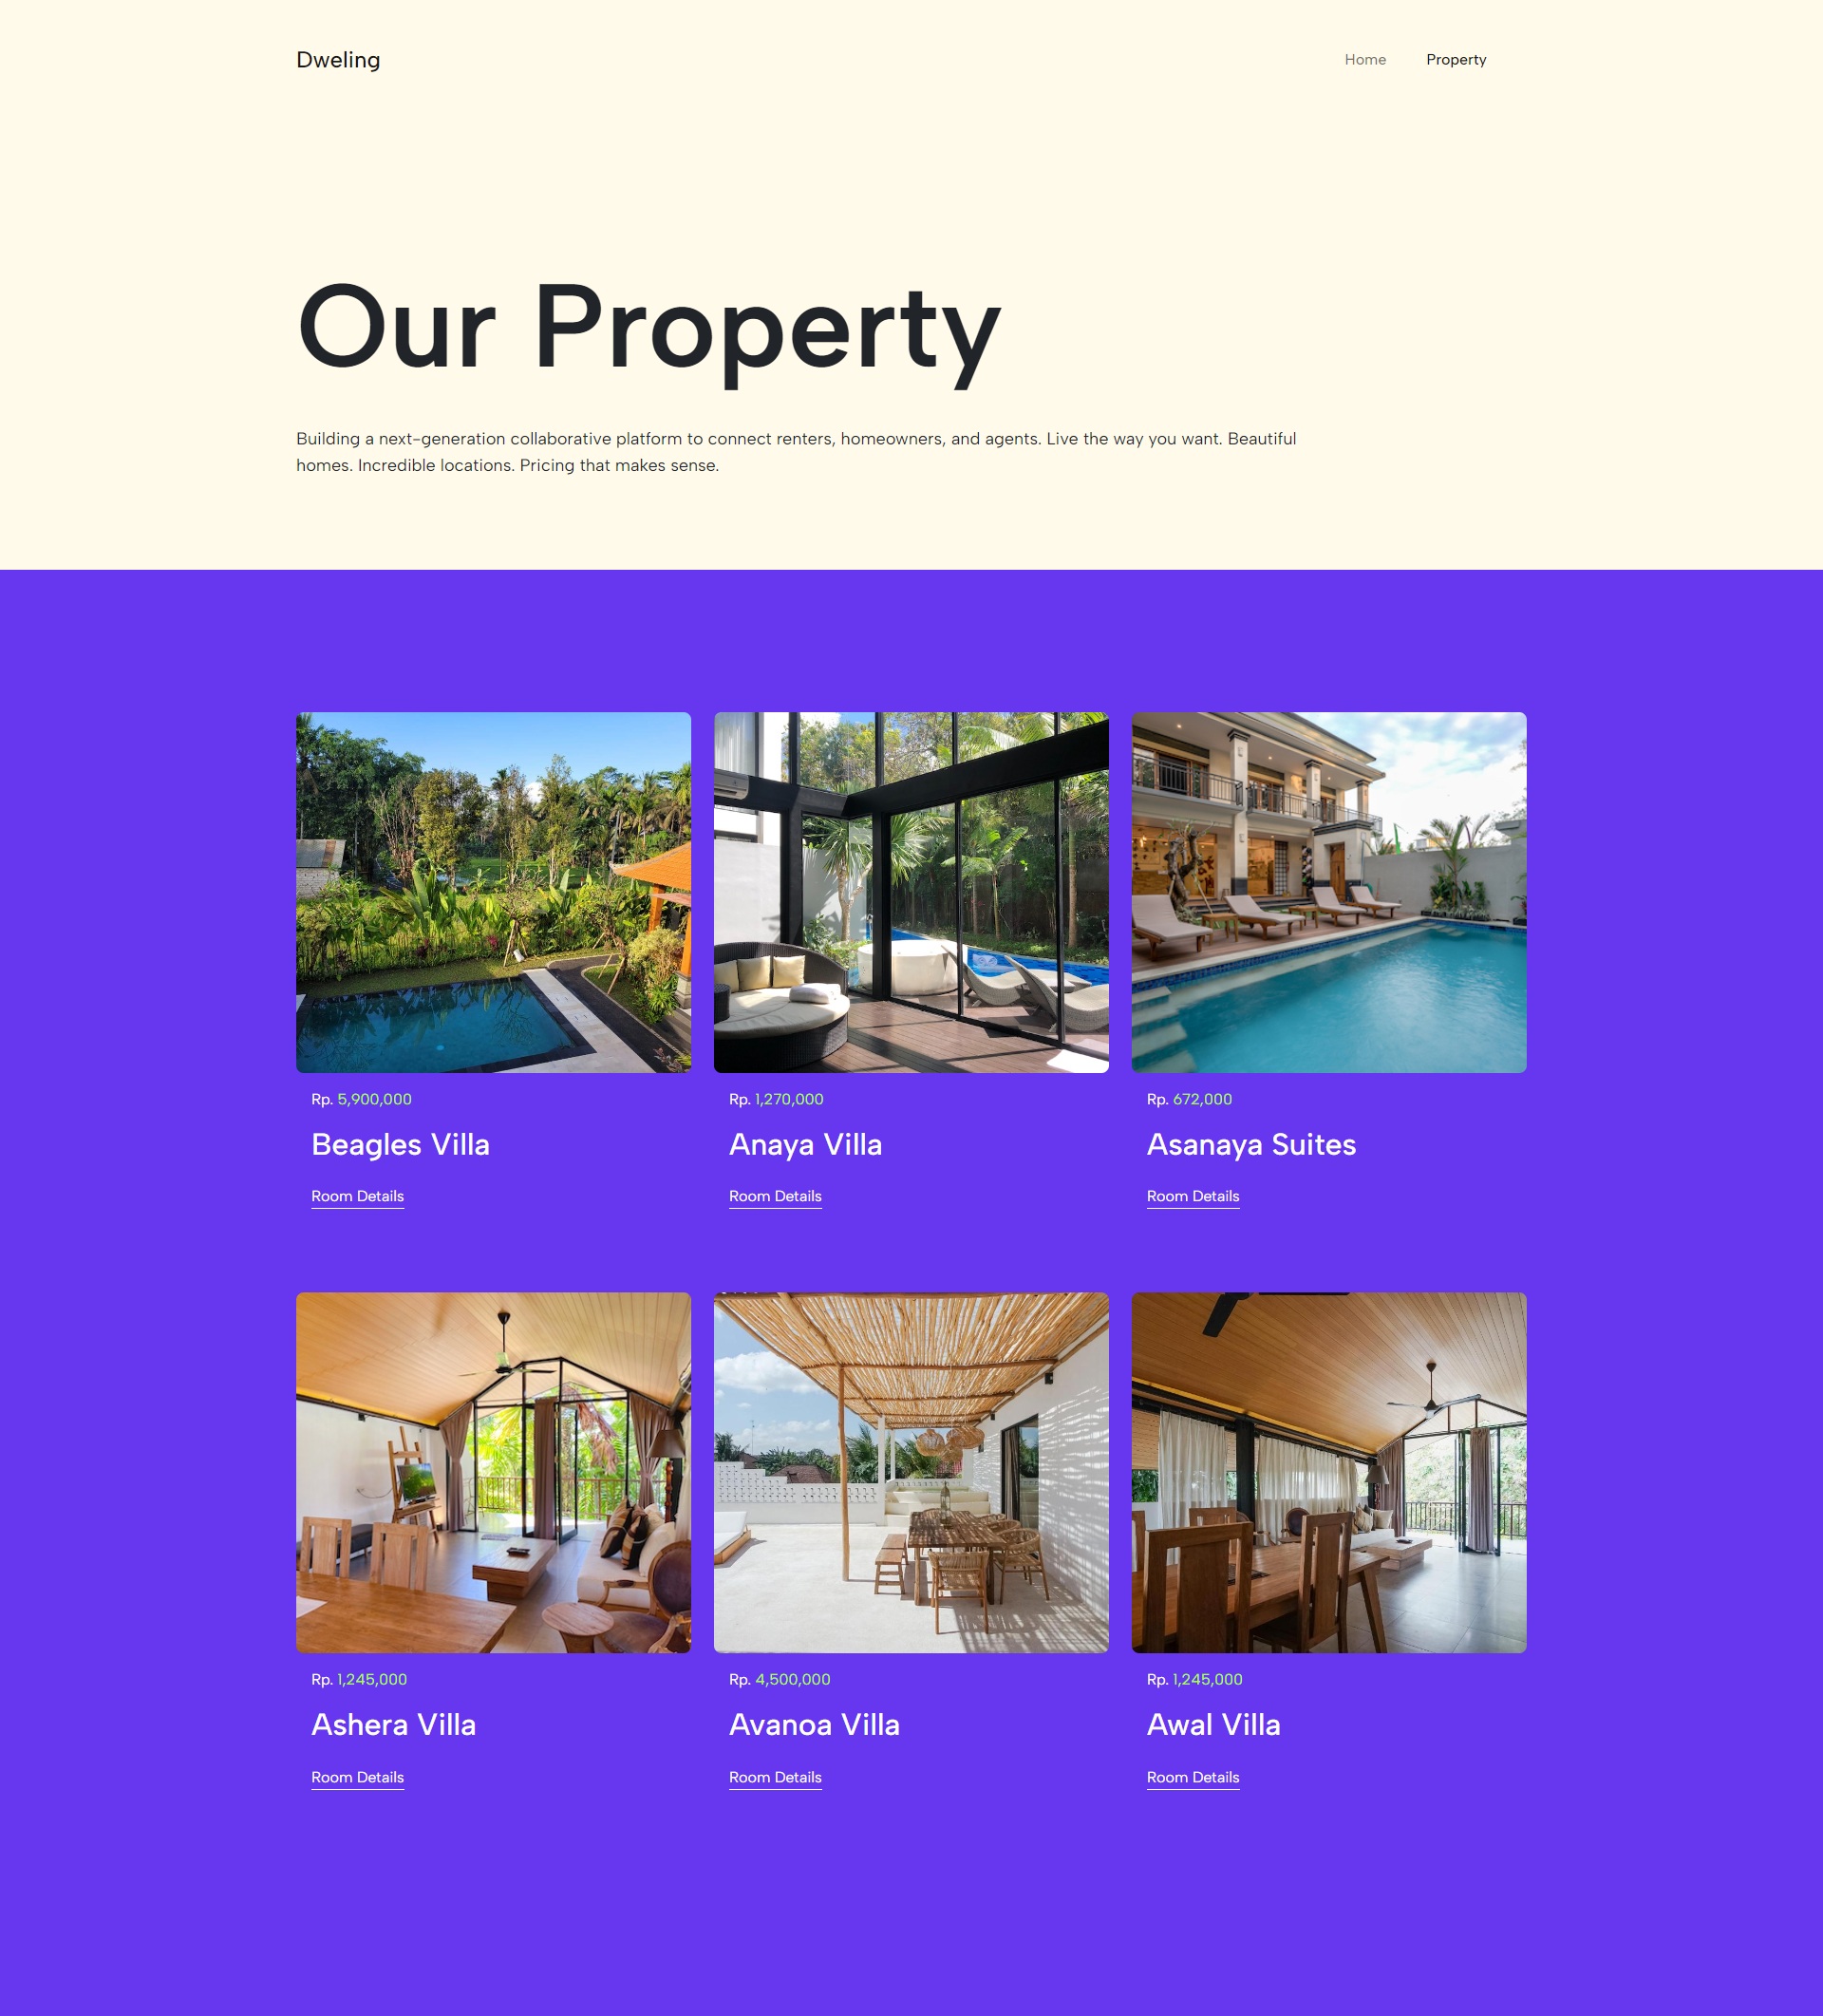 Dweling
Home
Property
Our Property
Building a next-generation collaborative platform to connect renters, homeowners, and agents. Live the way you want. Beautiful
homes. Incredible locations. Pricing that makes sense.
Rp. 5,900,000
Beagles Villa
Room Details
Rp. 1,270,000
Anaya Villa
Room Details
Rp. 672,000
Asanaya Suites
Room Details
Rp. 1,245,000
Ashera Villa
Room Details
Rp. 4,500,000
Avanoa Villa
Room Details
Rp. 1,245,000
Awal Villa
Room Details